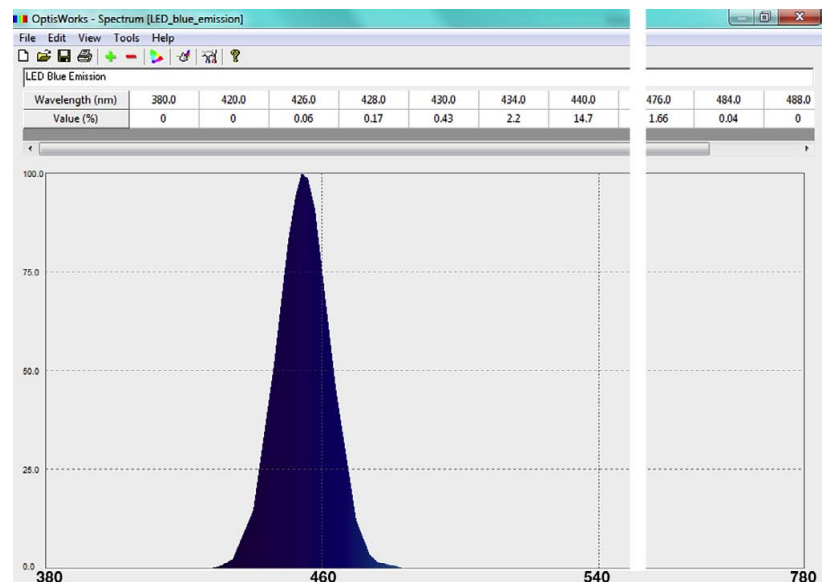 OptisWorks - Spectrum [LED_blue_emission]
File Edit View Tools Help
LED Blue Emission
Wavelength (nm) 380.0 420.0 426.0 428.0 430.0 434.0 440.0 476.0 484.0 488.0
Value (%) 0 0 0.06 0.17 0.43 2.2 14.7 1.66 0.04 0
100.0
75.0
50.0
25.0
0.0
380 460 540 780